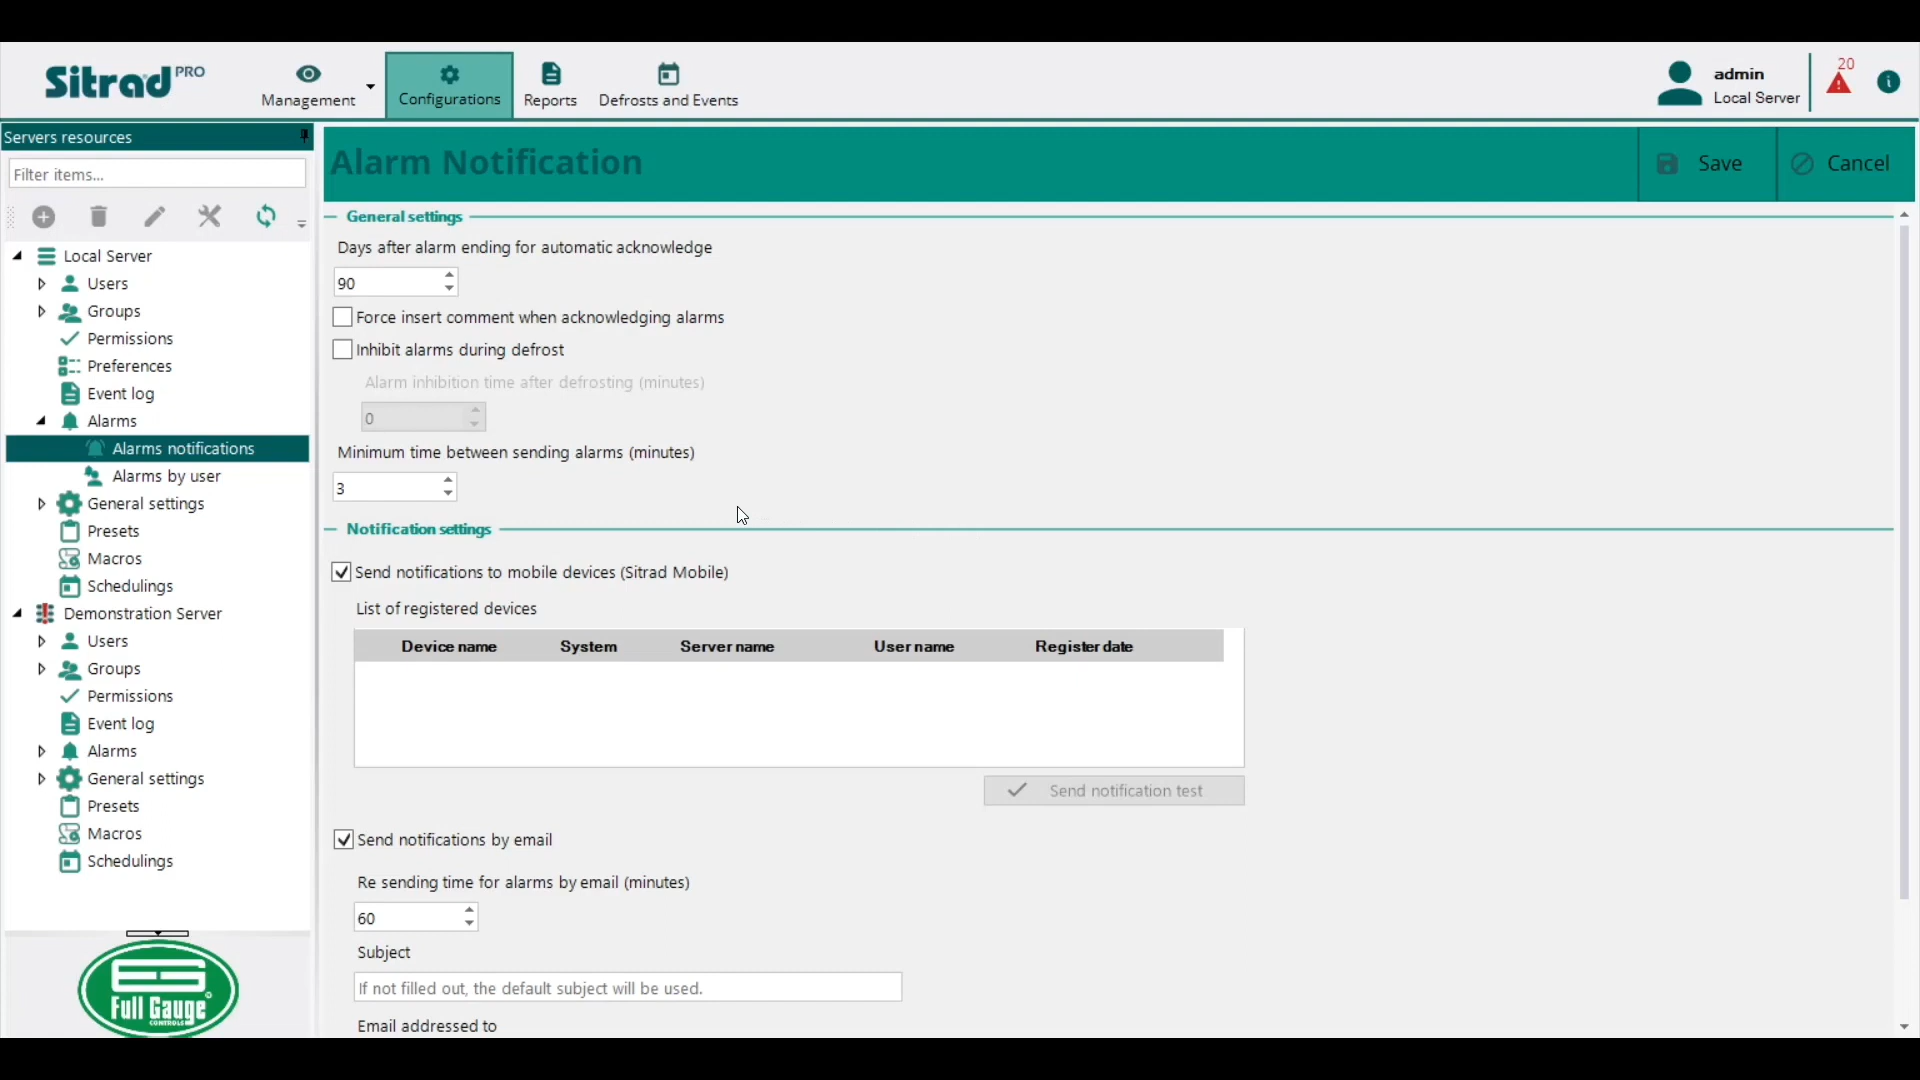 Sitrad PRO
Management
Configurations
Reports
Defrosts and Events
admin
Local Server
20
Servers resources
Filter items...
Local Server
Users
Groups
Permissions
Preferences
Event log
Alarms
Alarms notifications
Alarms by user
General settings
Presets
Macros
Schedulings
Demonstration Server
Users
Groups
Permissions
Event log
Alarms
General settings
Presets
Macros
Schedulings
Full Gauge
CONTROLS
Alarm Notification
Save
Cancel
General settings
Days after alarm ending for automatic acknowledge
90
Force insert comment when acknowledging alarms
Inhibit alarms during defrost
Alarm inhibition time after defrosting (minutes)
0
Minimum time between sending alarms (minutes)
3
Notification settings
Send notifications to mobile devices (Sitrad Mobile)
List of registered devices
Device name System Server name User name Register date
Send notification test
Send notifications by email
Re sending time for alarms by email (minutes)
60
Subject
If not filled out, the default subject will be used.
Email addressed to